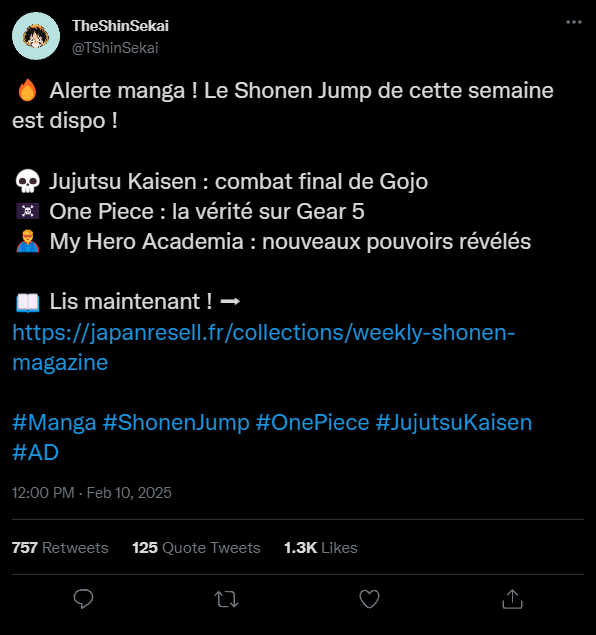 TheShinSekai
@TShinSekai
🔥 Alerte manga ! Le Shonen Jump de cette semaine
est dispo !
💀 Jujutsu Kaisen : combat final de Gojo
🏴‍☠️ One Piece : la vérité sur Gear 5
🦸‍♂️ My Hero Academia : nouveaux pouvoirs révélés
📖 Lis maintenant ! ➞
https://japanresell.fr/collections/weekly-shonen-
magazine
#Manga #ShonenJump #OnePiece #JujutsuKaisen
#AD
12:00 PM · Feb 10, 2025
757 Retweets 125 Quote Tweets 1.3K Likes